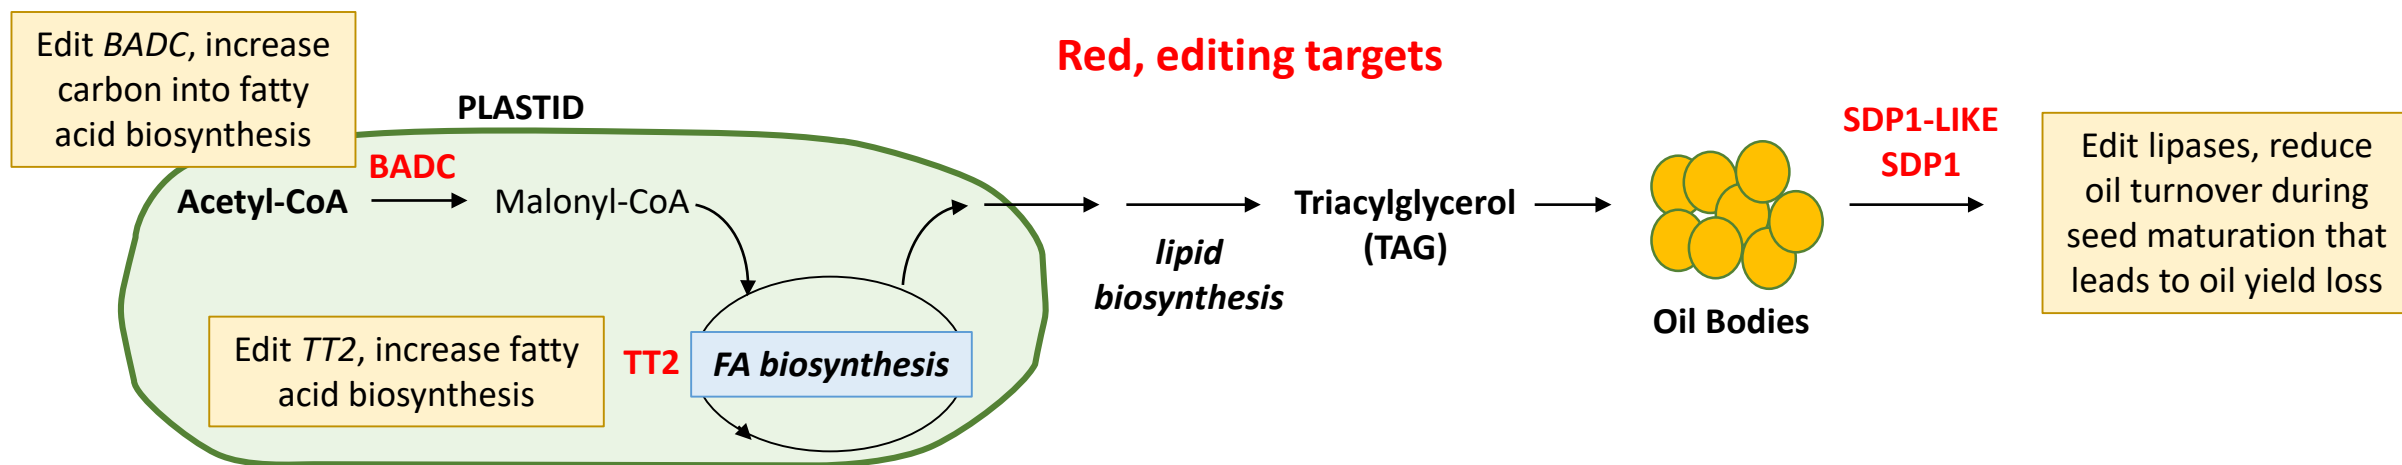 Edit BADC, increase
carbon into fatty
acid biosynthesis
Red, editing targets
PLASTID
BADC
Acetyl-CoA
Malonyl-CoA
Edit TT2, increase fatty
acid biosynthesis
TT2
FA biosynthesis
lipid
biosynthesis
Triacylglycerol
(TAG)
Oil Bodies
SDP1-LIKE
SDP1
Edit lipases, reduce
oil turnover during
seed maturation that
leads to oil yield loss